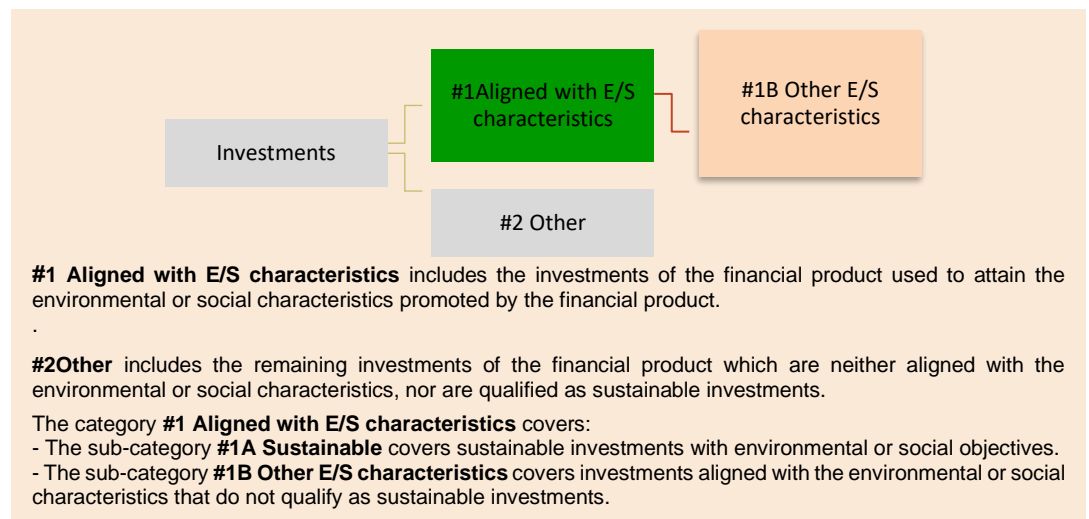 #1Aligned with E/S
characteristics
#1B Other E/S
characteristics
Investments
#2 Other
#1 Aligned with E/S characteristics includes the investments of the financial product used to attain the
environmental or social characteristics promoted by the financial product.
.
#2Other includes the remaining investments of the financial product which are neither aligned with the
environmental or social characteristics, nor are qualified as sustainable investments.
The category #1 Aligned with E/S characteristics covers:
- The sub-category #1A Sustainable covers sustainable investments with environmental or social objectives.
- The sub-category #1B Other E/S characteristics covers investments aligned with the environmental or social
characteristics that do not qualify as sustainable investments.